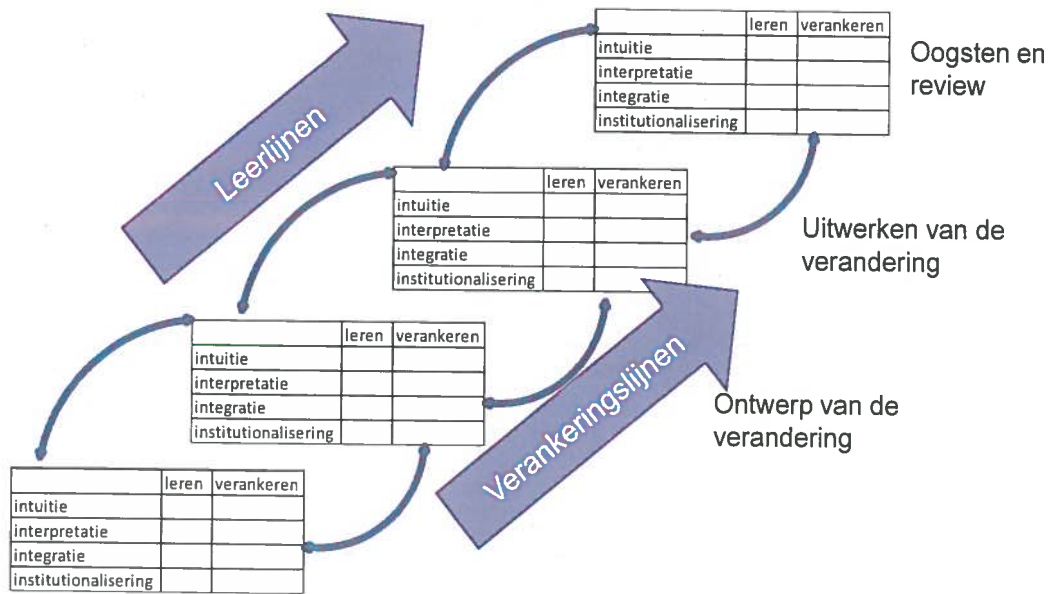 leren verankeren
intuitie
interpretatie
integratie
institutionalisering
Oogsten en
review
Leerlijnen
leren verankeren
intuitie
interpretatie
integratie
institutionalisering
Uitwerken van de
verandering
leren verankeren
intuitie
interpretatie
integratie
institutionalisering
Verankeringslijnen
Ontwerp van de
verandering
leren verankeren
intuitie
interpretatie
integratie
institutionalisering